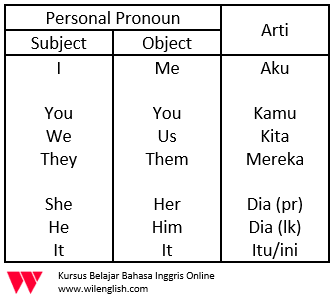 Personal Pronoun Arti
Subject Object
I Me Aku
You You Kamu
We Us Kita
They Them Mereka
She Her Dia (pr)
He Him Dia (lk)
It It Itu/ini
Kursus Belajar Bahasa Inggris Online
www.wilenglish.com